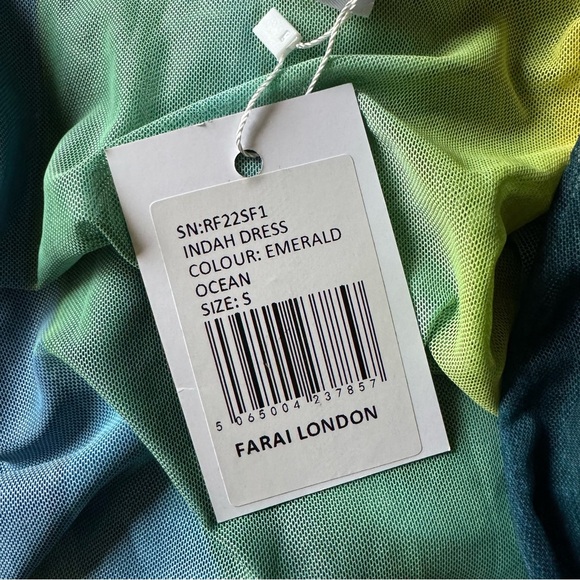 SN:RF22SF1
INDAH DRESS
COLOUR: EMERALD
OCEAN
SIZE: S
5 065004 237857
FARAI LONDON